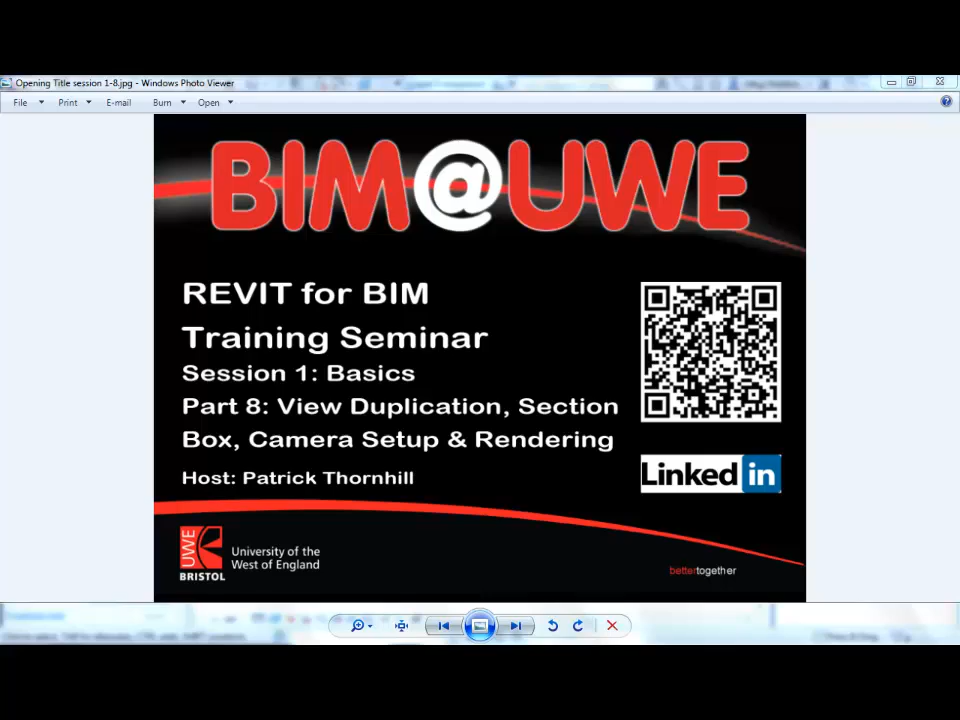 Opening Title session 1-8.jpg - Windows Photo Viewer
File Print E-mail Burn Open
BIM@UWE
REVIT for BIM
Training Seminar
Session 1: Basics
Part 8: View Duplication, Section
Box, Camera Setup & Rendering
Host: Patrick Thornhill
Linked in
UWE
BRISTOL
University of the
West of England
bettertogether